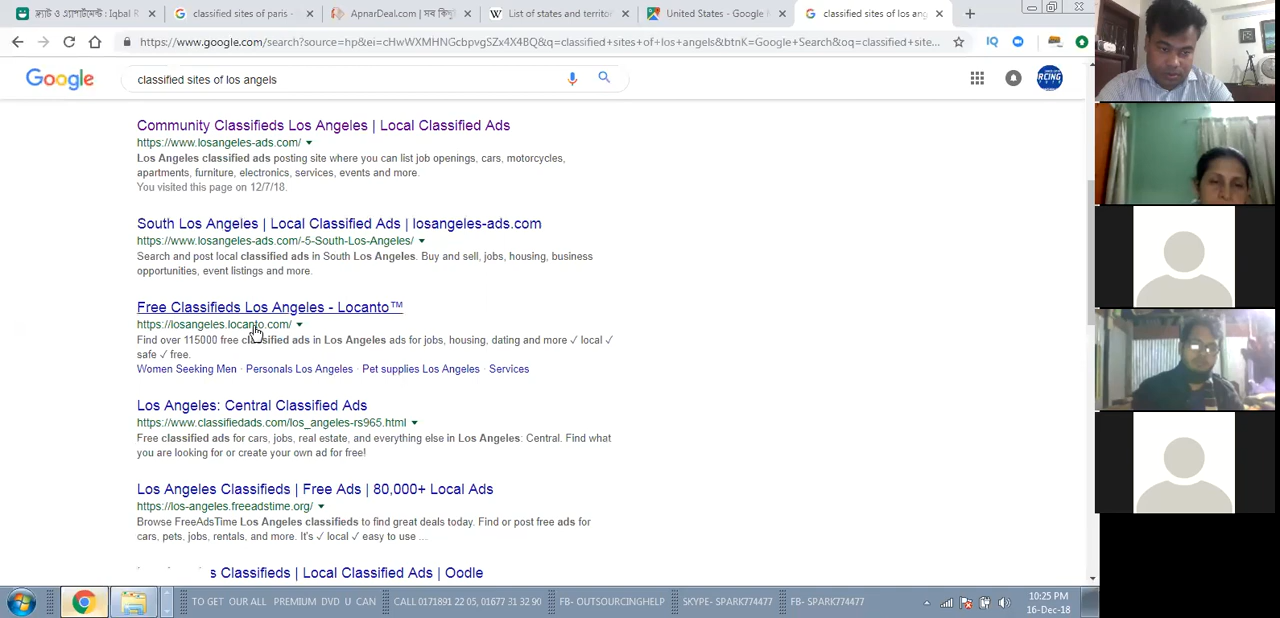 ফ্ল্যাট ও এপার্টমেন্ট : Iqbal R
classified sites of paris -
ApnarDeal.com | সব কিছু
List of states and territor
United States - Google M
classified sites of los ang
https://www.google.com/search?source=hp&ei=cHwWXMHNGcbpvgSZx4X4BQ&q=classified+sites+of+los+angels&btnK=Google+Search&oq=classified+site...
IQ
Google
classified sites of los angels
RCING
Community Classifieds Los Angeles | Local Classified Ads
https://www.losangeles-ads.com/
Los Angeles classified ads posting site where you can list job openings, cars, motorcycles,
apartments, furniture, electronics, services, events and more.
You visited this page on 12/7/18.
South Los Angeles | Local Classified Ads | losangeles-ads.com
https://www.losangeles-ads.com/-5-South-Los-Angeles/
Search and post local classified ads in South Los Angeles. Buy and sell, jobs, housing, business
opportunities, event listings and more.
Free Classifieds Los Angeles - Locanto™
https://losangeles.locanto.com/
Find over 115000 free classified ads in Los Angeles ads for jobs, housing, dating and more ✓ local ✓
safe ✓ free.
Women Seeking Men · Personals Los Angeles · Pet supplies Los Angeles · Services
Los Angeles: Central Classified Ads
https://www.classifiedads.com/los_angeles-rs965.html
Free classified ads for cars, jobs, real estate, and everything else in Los Angeles: Central. Find what
you are looking for or create your own ad for free!
Los Angeles Classifieds | Free Ads | 80,000+ Local Ads
https://los-angeles.freeadstime.org/
Browse FreeAdsTime Los Angeles classifieds to find great deals today. Find or post free ads for
cars, pets, jobs, rentals, and more. It's ✓ local ✓ easy to use ...
s Classifieds | Local Classified Ads | Oodle
TO GET OUR ALL PREMIUM DVD U CAN
CALL 0171891 22 05, 01677 31 32 90
FB- OUTSOURCINGHELP
SKYPE- SPARK774477
FB- SPARK774477
10:25 PM
16-Dec-18